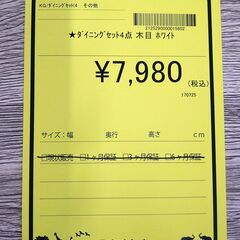 KG/ダイニングセット4 その他
2125290000015602
★ダイニングセット4点 木目 ホワイト
¥7,980
(税込)
170725
サイズ:幅 奥行 高さ cm
□現状販売 □1ヶ月保証 □3ヶ月保証 □6ヶ月保証